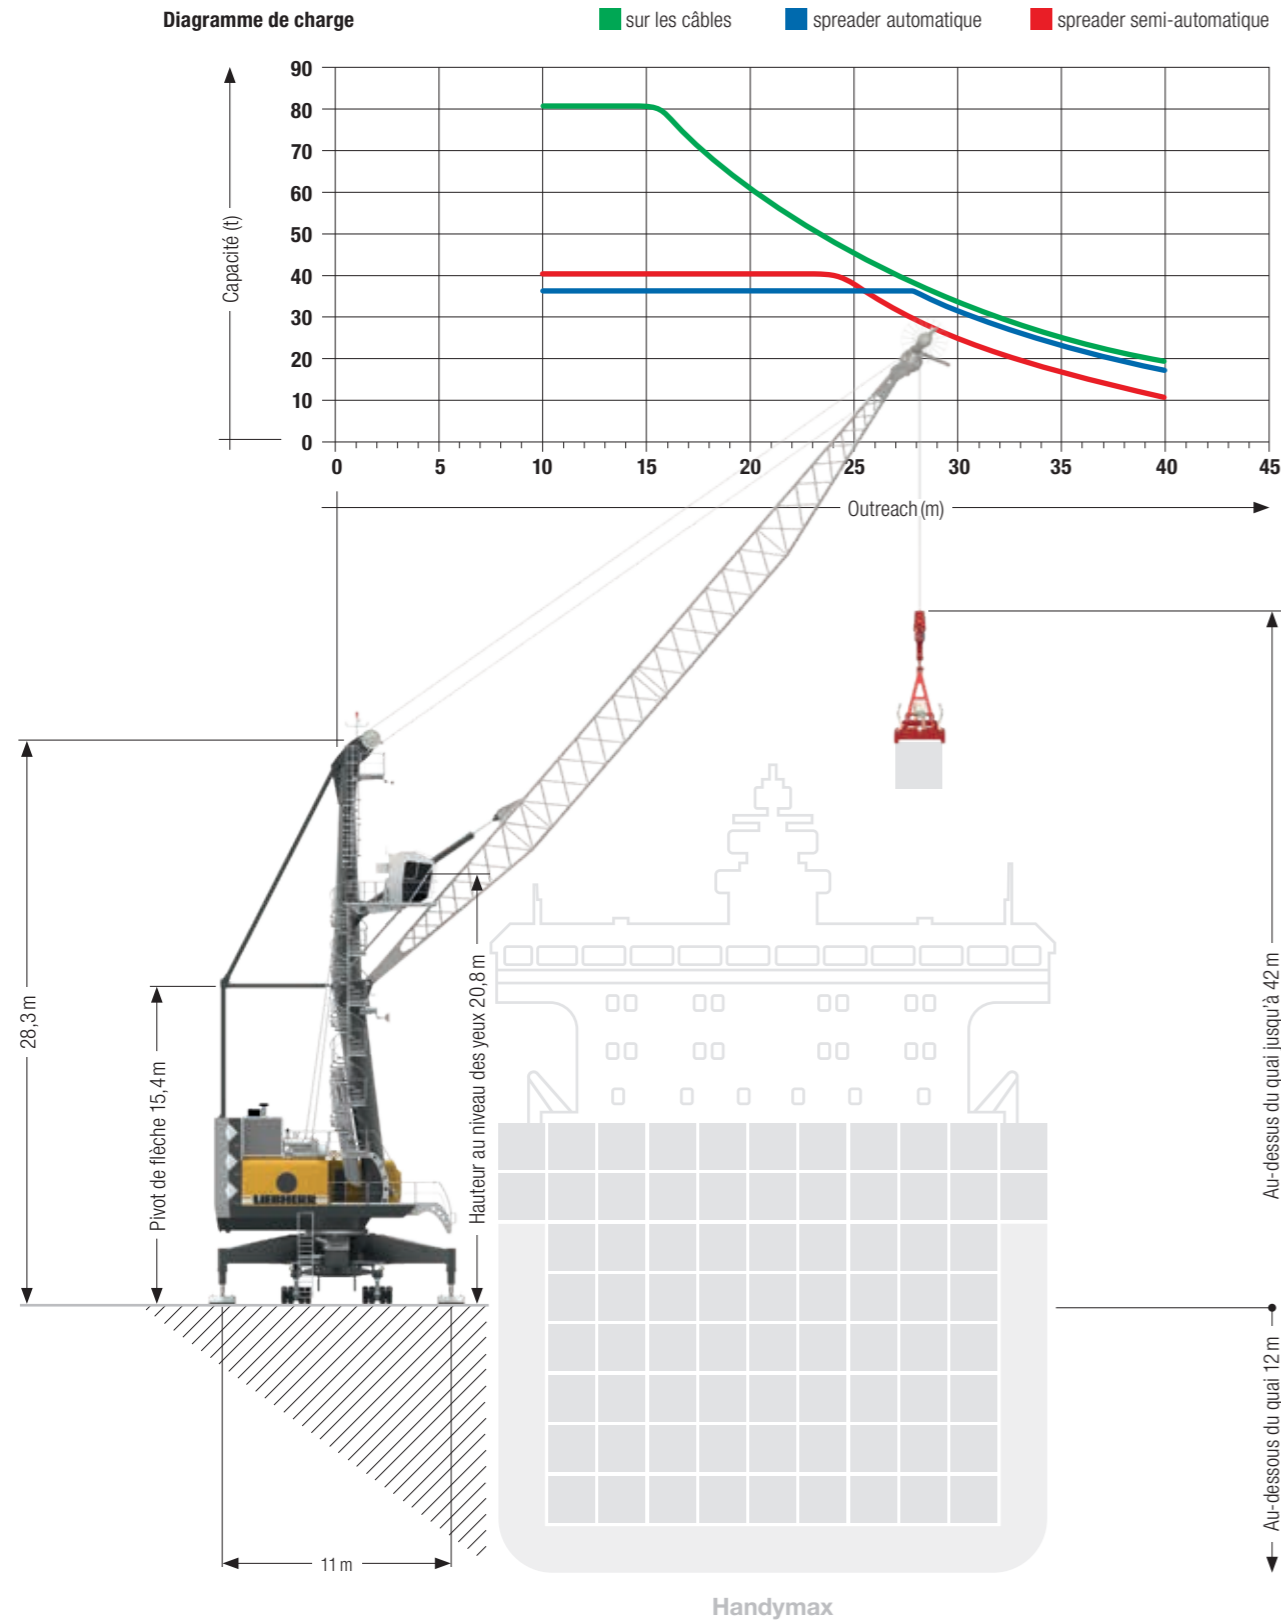 Diagramme de charge
sur les câbles
spreader automatique
spreader semi-automatique
90
80
70
60
50
40
30
20
10
0
Capacité (t)
0 5 10 15 20 25 30 35 40 45
Outreach (m)
28,3 m
Pivot de flèche 15,4 m
Hauteur au niveau des yeux 20,8 m
Au-dessus du quai jusqu'à 42 m
LIEBHERR
Au-dessous du quai 12 m
11 m
Handymax